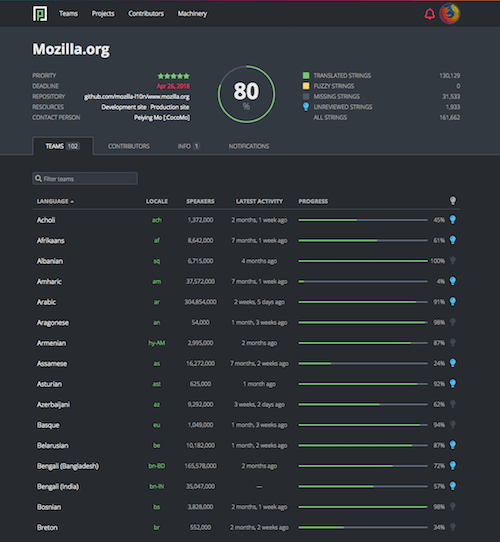 Teams Projects Contributors Machinery
Mozilla.org
PRIORITY
DEADLINE Apr 26, 2018
REPOSITORY github.com/mozilla-l10n/www.mozilla.org
RESOURCES Development site · Production site
CONTACT PERSON Peiying Mo [:CocoMo]
80
%
TRANSLATED STRINGS 130,129
FUZZY STRINGS 0
MISSING STRINGS 31,533
UNREVIEWED STRINGS 1,933
ALL STRINGS 161,662
TEAMS 102 CONTRIBUTORS INFO 1 NOTIFICATIONS
Filter teams
LANGUAGE LOCALE SPEAKERS LATEST ACTIVITY PROGRESS
Acholi ach 1,372,000 2 months, 1 week ago 45%
Afrikaans af 8,642,000 7 months, 1 week ago 61%
Albanian sq 6,715,000 4 months ago 100%
Amharic am 37,572,000 7 months, 1 week ago 4%
Arabic ar 304,854,000 2 weeks, 5 days ago 91%
Aragonese an 54,000 1 month, 3 weeks ago 98%
Armenian hy-AM 2,995,000 2 months ago 87%
Assamese as 16,272,000 7 months, 2 weeks ago 24%
Asturian ast 625,000 1 month ago 92%
Azerbaijani az 9,292,000 3 weeks, 2 days ago 62%
Basque eu 1,049,000 1 month, 3 weeks ago 94%
Belarusian be 10,182,000 1 month, 2 weeks ago 87%
Bengali (Bangladesh) bn-BD 165,578,000 2 months ago 72%
Bengali (India) bn-IN 35,047,000 — 57%
Bosnian bs 3,828,000 2 months, 1 week ago 98%
Breton br 552,000 2 months, 2 weeks ago 34%